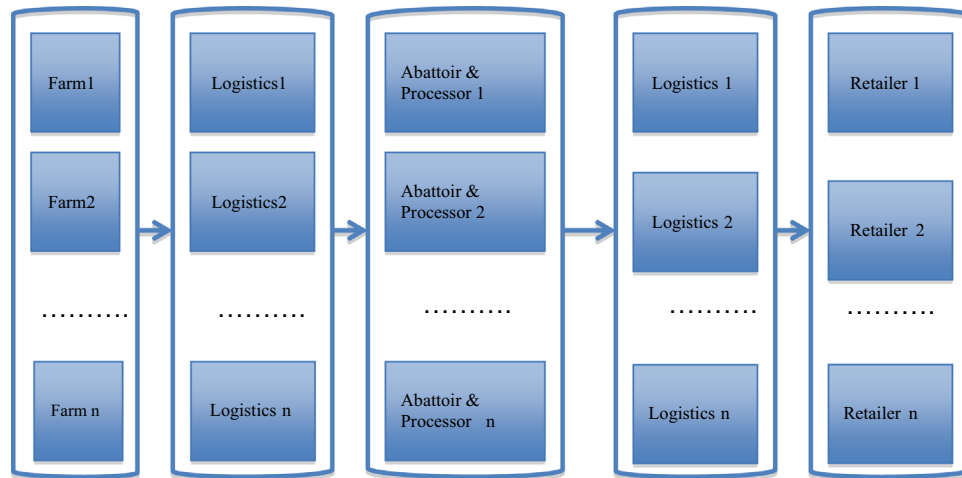 Farm1
Farm2
..........
Farm n
Logistics1
Logistics2
..........
Logistics n
Abattoir &
Processor 1
Abattoir &
Processor 2
..........
Abattoir &
Processor n
Logistics 1
Logistics 2
..........
Logistics n
Retailer 1
Retailer 2
..........
Retailer n